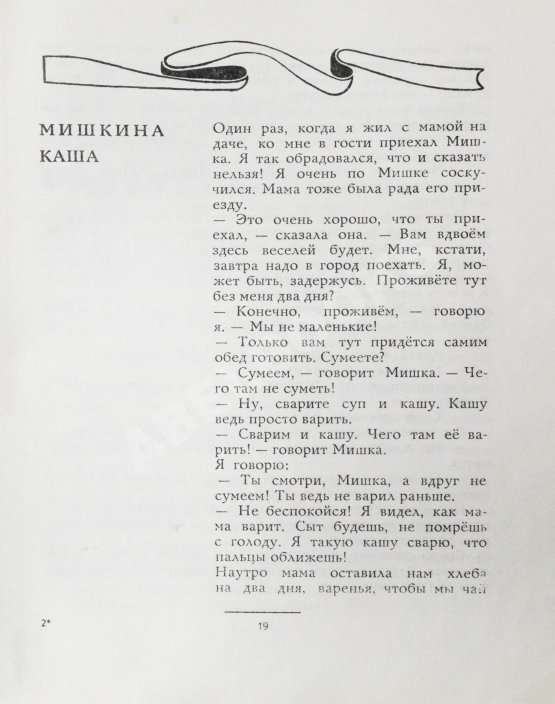 МИШКИНА
КАША
Один раз, когда я жил с мамой на
даче, ко мне в гости приехал Миш-
ка. Я так обрадовался, что и сказать
нельзя! Я очень по Мишке соску-
чился. Мама тоже была рада его при-
езду.
— Это очень хорошо, что ты при-
ехал, — сказала она. — Вам вдвоём
здесь веселей будет. Мне, кстати,
завтра надо в город поехать. Я, мо-
жет быть, задержусь. Проживёте тут
без меня два дня?
— Конечно, проживём, — говорю
я. — Мы не маленькие!
— Только вам тут придётся самим
обед готовить. Сумеете?
— Сумеем, — говорит Мишка. — Че-
го там не суметь!
— Ну, сварите суп и кашу. Кашу
ведь просто варить.
— Сварим и кашу. Чего там её ва-
рить! — говорит Мишка.
Я говорю:
— Ты смотри, Мишка, а вдруг не
сумеем! Ты ведь не варил раньше.
— Не беспокойся! Я видел, как ма-
ма варит. Сыт будешь, не помрёшь
с голоду. Я такую кашу сварю, что
пальцы оближешь!
Наутро мама оставила нам хлеба
на два дня, варенья, чтобы мы чай
2*
19